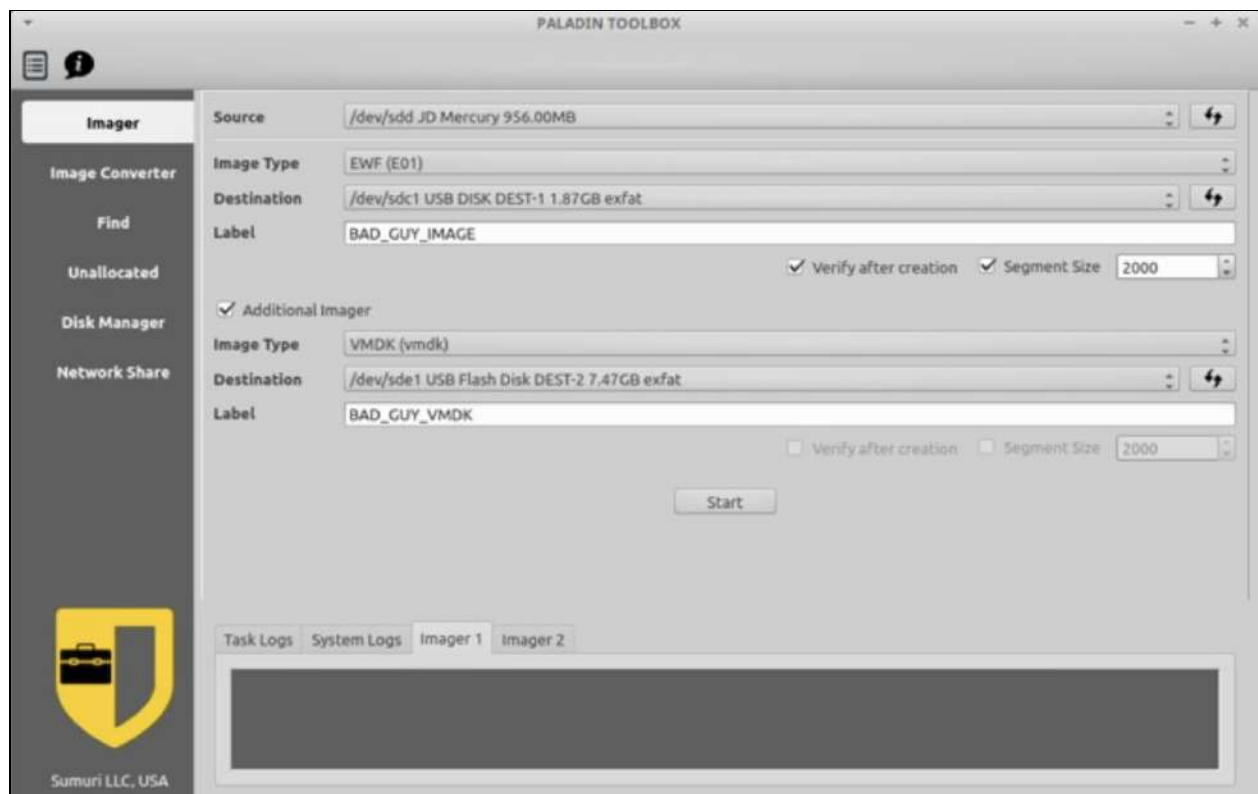 PALADIN TOOLBOX
Imager
Image Converter
Find
Unallocated
Disk Manager
Network Share
Source /dev/sdd JD Mercury 956.00MB
Image Type EWF (E01)
Destination /dev/sdc1 USB DISK DEST-1 1.87GB exfat
Label BAD_GUY_IMAGE
Verify after creation Segment Size 2000
Additional Imager
Image Type VMDK (vmdk)
Destination /dev/sde1 USB Flash Disk DEST-2 7.47GB exfat
Label BAD_GUY_VMDK
Verify after creation Segment Size 2000
Start
Task Logs System Logs Imager 1 Imager 2
Sumuri LLC, USA